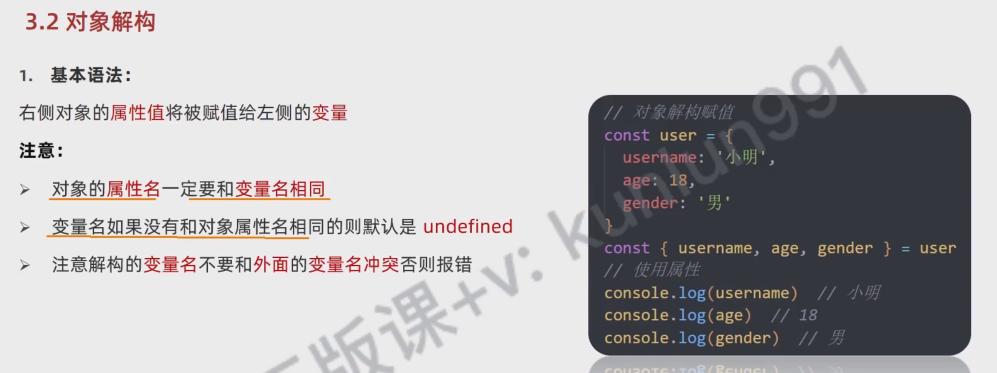 3.2 对象解构
1. 基本语法：
右侧对象的属性值将被赋值给左侧的变量
注意：
➢ 对象的属性名一定要和变量名相同
➢ 变量名如果没有和对象属性名相同的则默认是 undefined
➢ 注意解构的变量名不要和外面的变量名冲突否则报错
// 对象解构赋值
const user = {
username: '小明',
age: 18,
gender: '男'
}
const { username, age, gender } = user
// 使用属性
console.log(username) // 小明
console.log(age) // 18
console.log(gender) // 男
版课+v: kunlun991